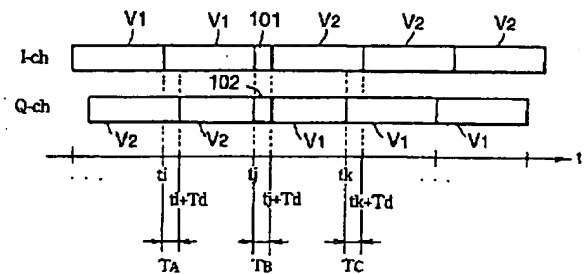 V1 V1 101 V2 V2 V2
I-ch
102
Q-ch
V2 V2 V1 V1 V1
ti tj tk t
ti+Td tj+Td tk+Td
... ...
TA TB TC